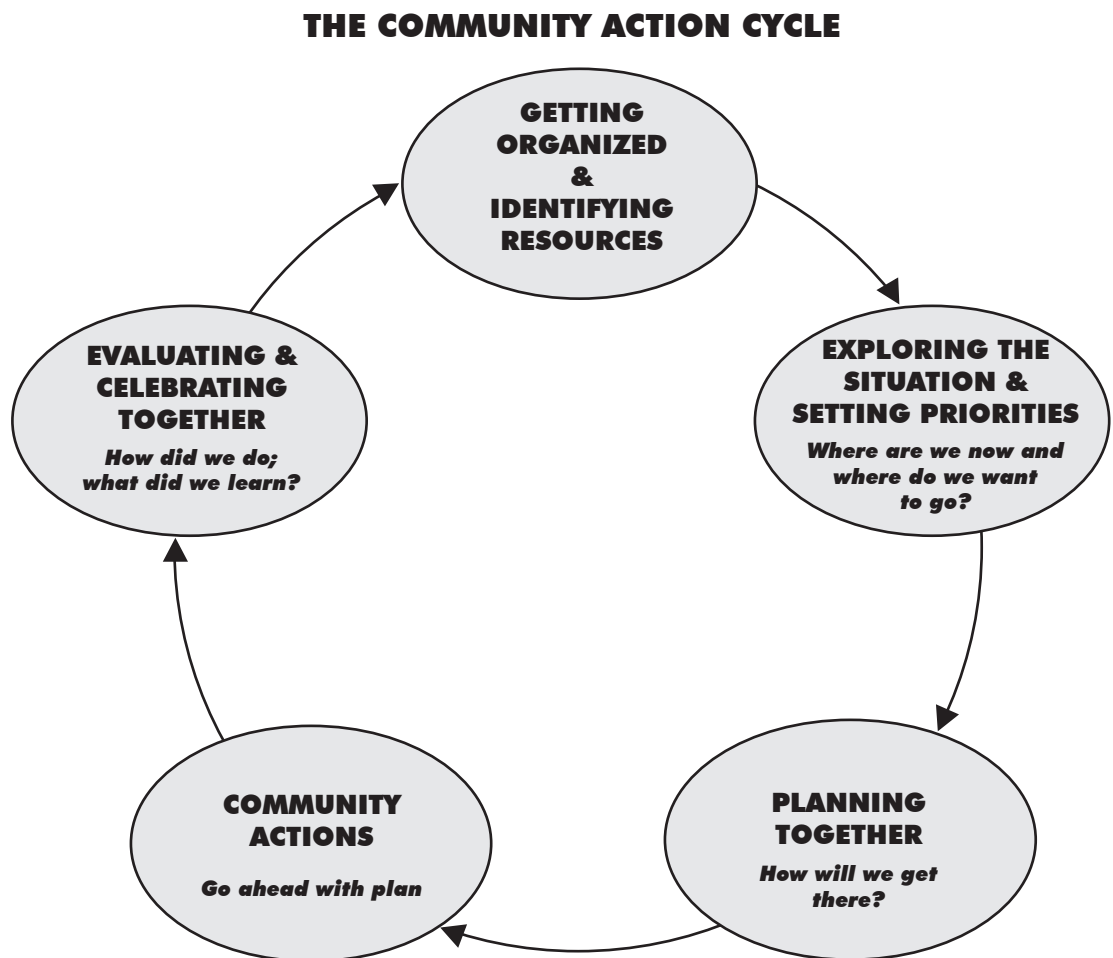 THE COMMUNITY ACTION CYCLE
GETTING
ORGANIZED
&
IDENTIFYING
RESOURCES
EXPLORING THE
SITUATION &
SETTING PRIORITIES
Where are we now and
where do we want
to go?
PLANNING
TOGETHER
How will we get
there?
COMMUNITY
ACTIONS
Go ahead with plan
EVALUATING &
CELEBRATING
TOGETHER
How did we do;
what did we learn?